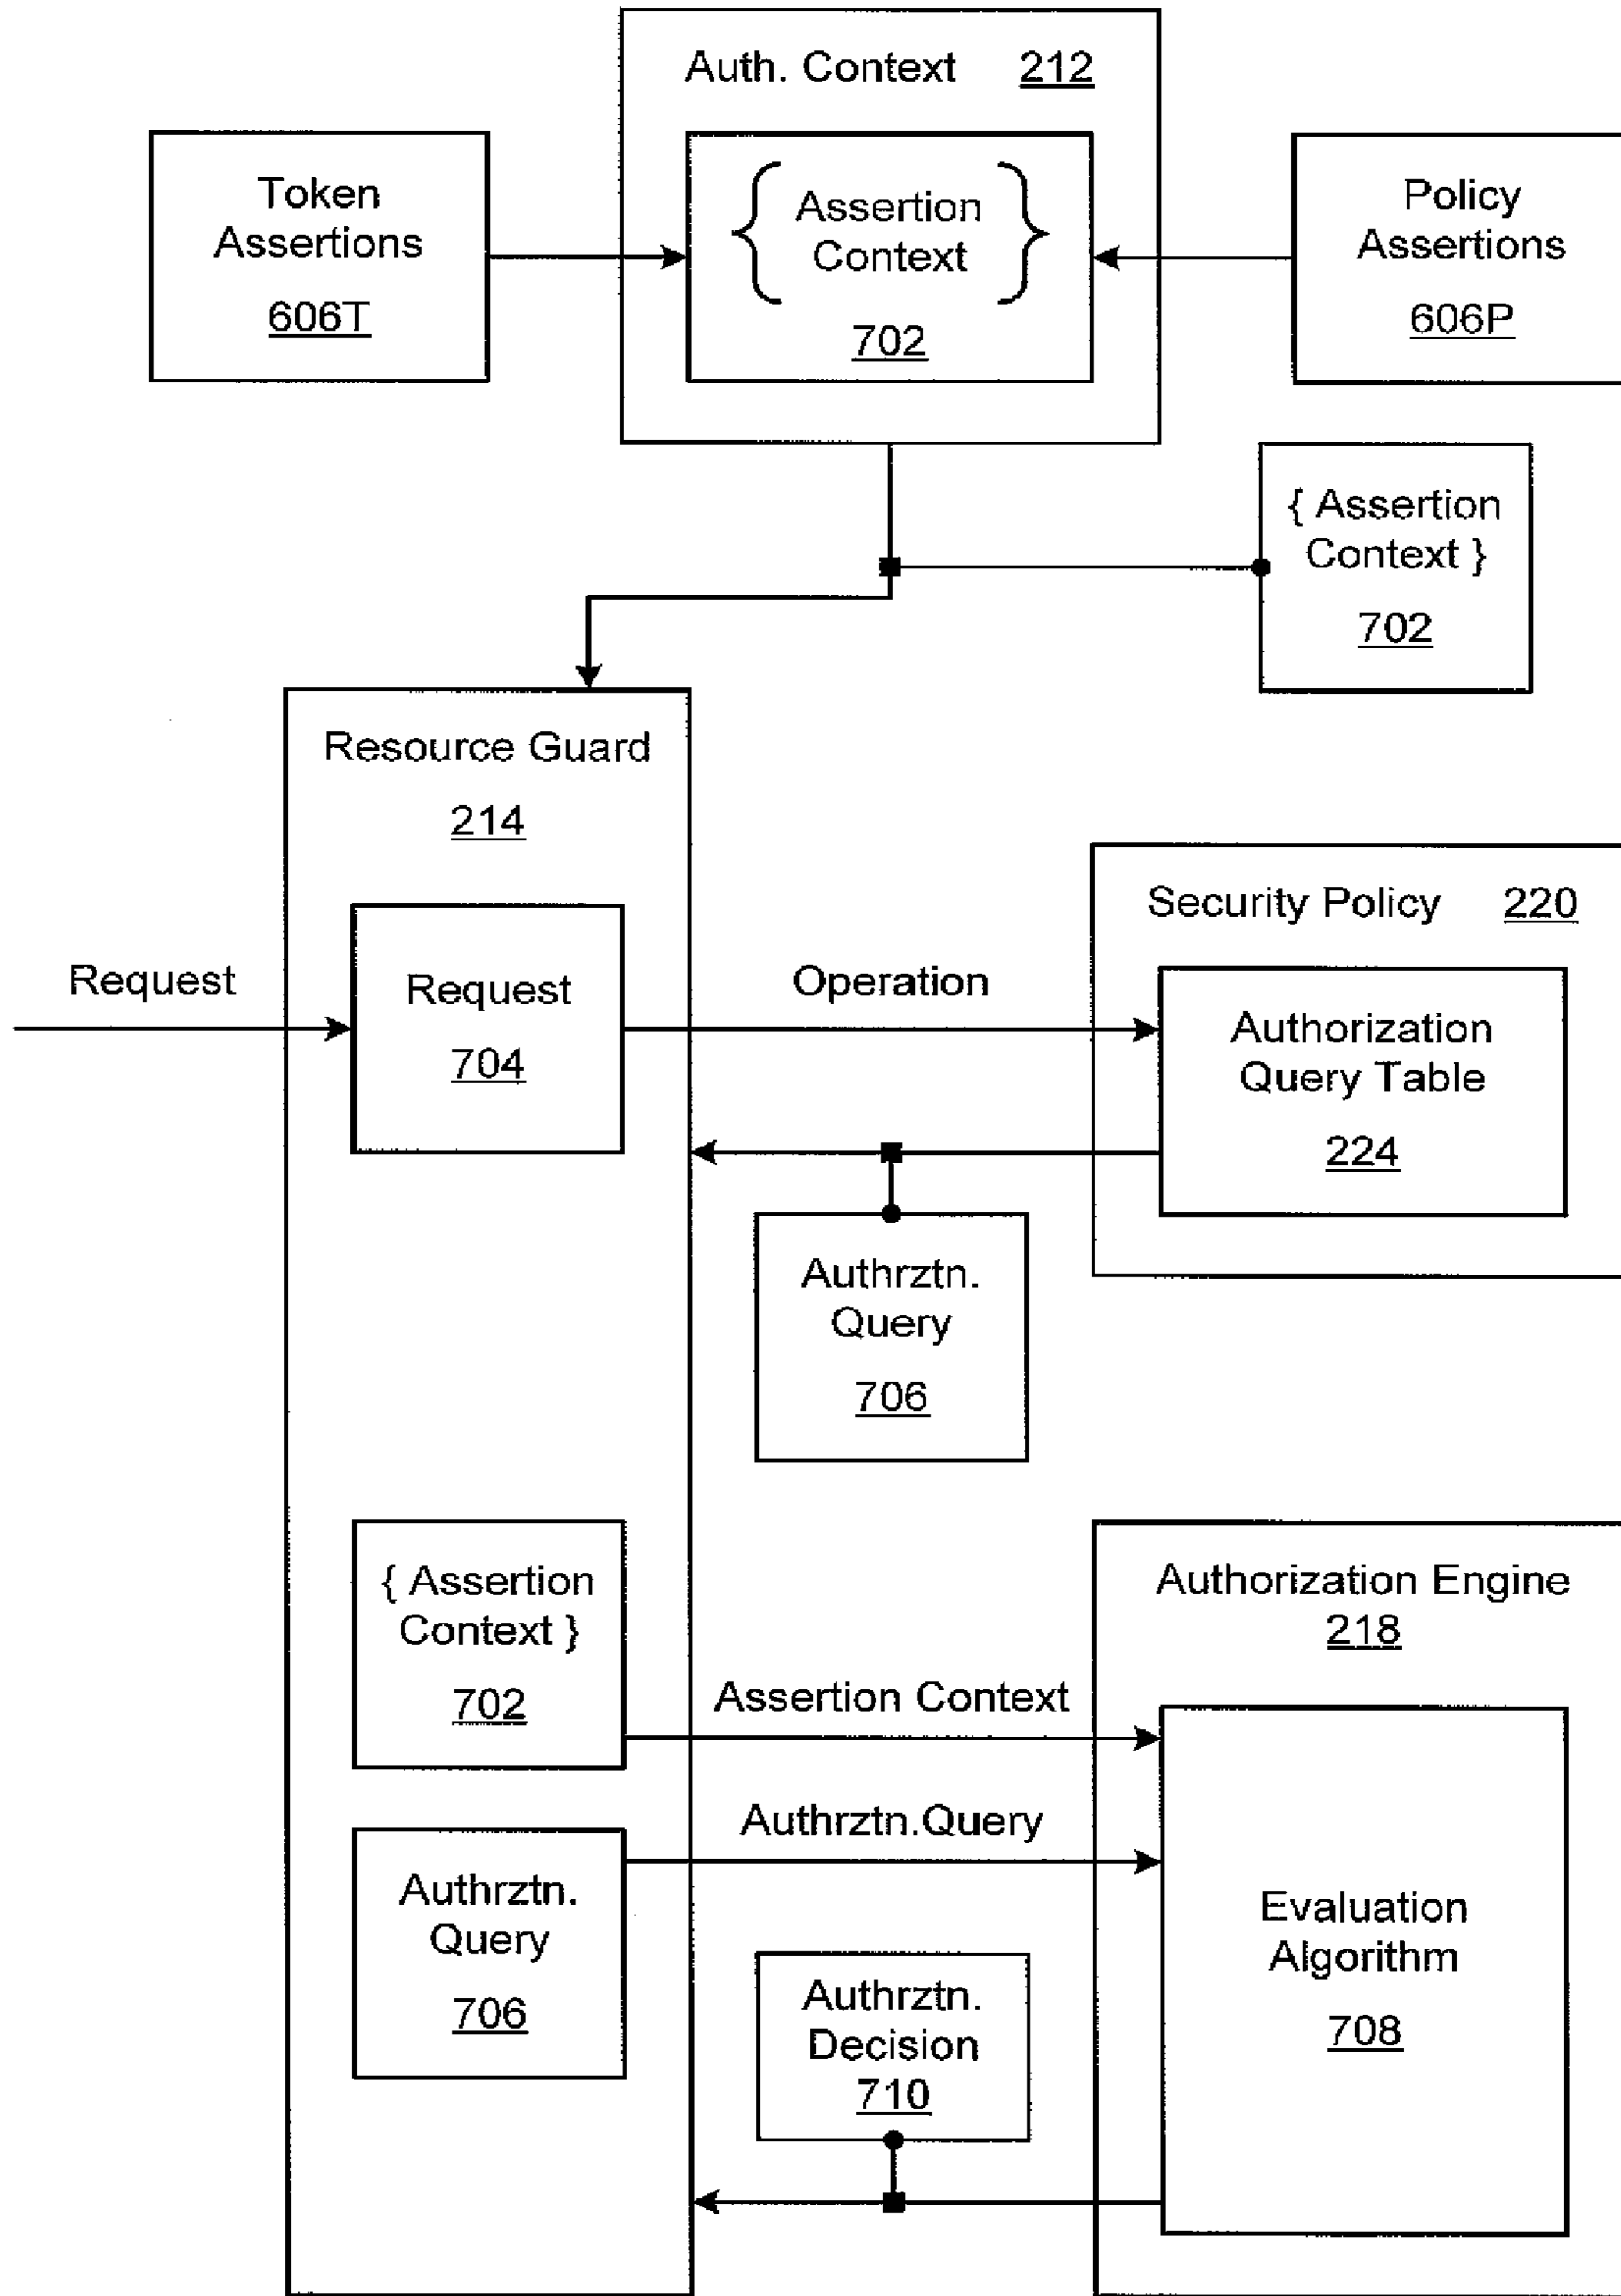 Auth. Context 212
Token
Assertions
606T
{ Assertion
Context }
702
Policy
Assertions
606P
{ Assertion
Context }
702
Resource Guard
214
Request
Request
704
Operation
Security Policy 220
Authorization
Query Table
224
Authrztn.
Query
706
{ Assertion
Context }
702
Assertion Context
Authorization Engine
218
Authrztn.Query
Authrztn.
Query
706
Evaluation
Algorithm
708
Authrztn.
Decision
710